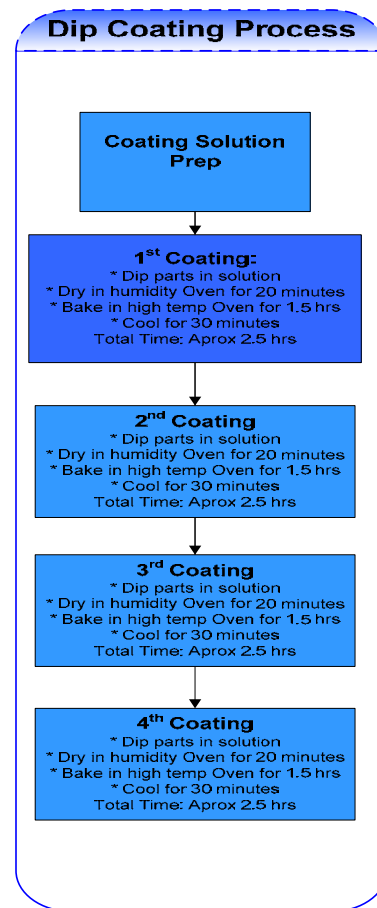 Dip Coating Process
Coating Solution
Prep
1st Coating:
* Dip parts in solution
* Dry in humidity Oven for 20 minutes
* Bake in high temp Oven for 1.5 hrs
* Cool for 30 minutes
Total Time: Aprox 2.5 hrs
2nd Coating
* Dip parts in solution
* Dry in humidity Oven for 20 minutes
* Bake in high temp Oven for 1.5 hrs
* Cool for 30 minutes
Total Time: Aprox 2.5 hrs
3rd Coating
* Dip parts in solution
* Dry in humidity Oven for 20 minutes
* Bake in high temp Oven for 1.5 hrs
* Cool for 30 minutes
Total Time: Aprox 2.5 hrs
4th Coating
* Dip parts in solution
* Dry in humidity Oven for 20 minutes
* Bake in high temp Oven for 1.5 hrs
* Cool for 30 minutes
Total Time: Aprox 2.5 hrs